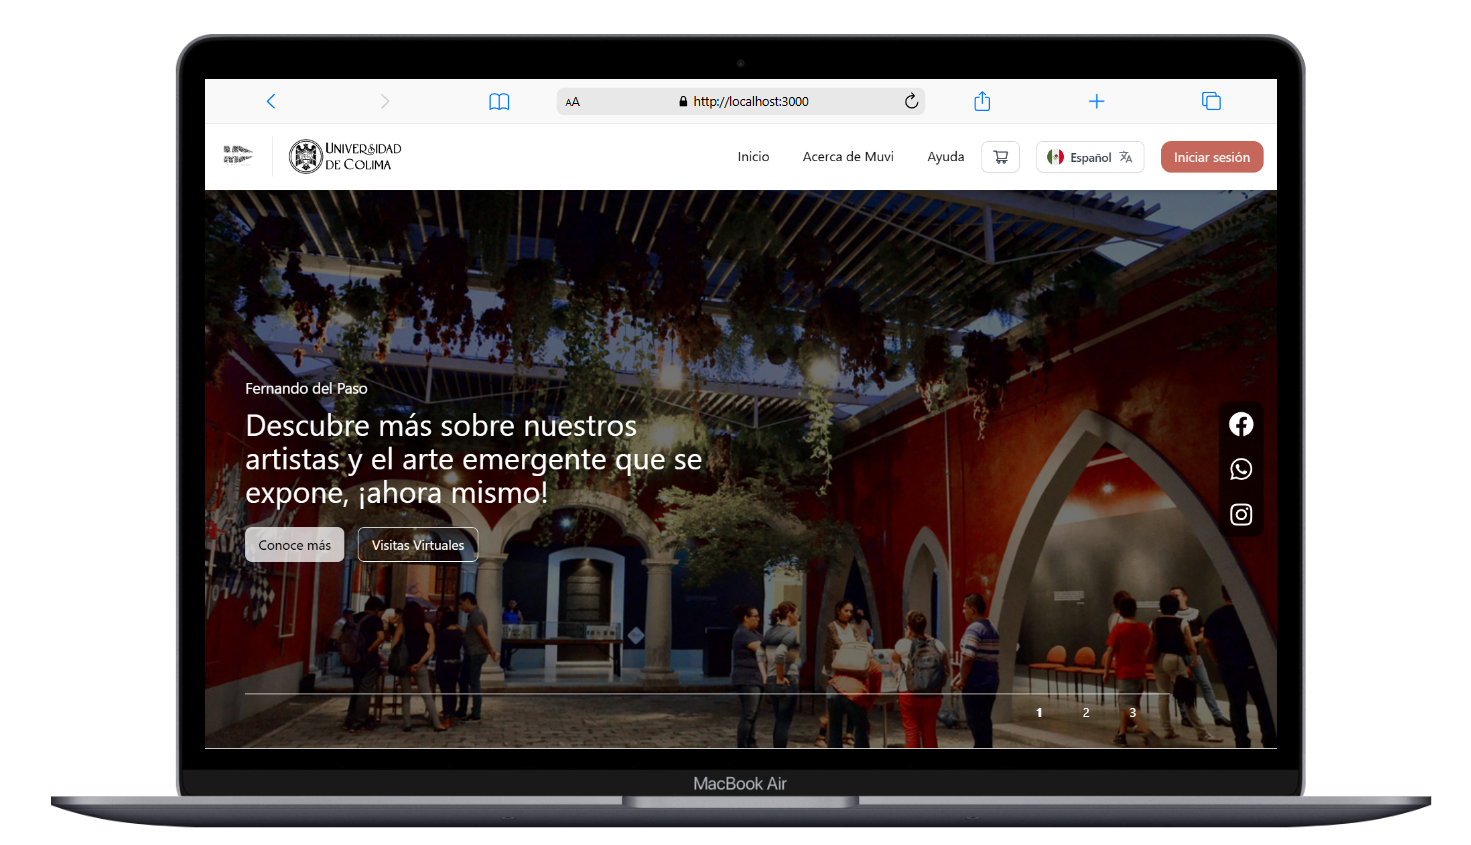 AA
http://localhost:3000
UNIVERSIDAD
DE COLIMA
Inicio
Acerca de Muvi
Ayuda
Español
Iniciar sesión
Fernando del Paso
Descubre más sobre nuestros
artistas y el arte emergente que se
expone, ¡ahora mismo!
Conoce más
Visitas Virtuales
1 2 3
MacBook Air